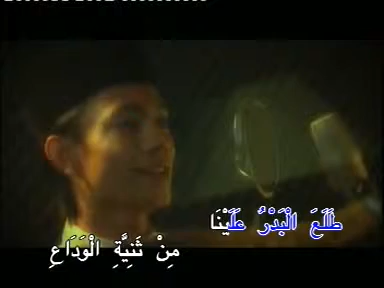 طَلَعَ الْبَدْرُ عَلَيْنَا
مِنْ ثَنِيَّةِ الْوَدَاعِ